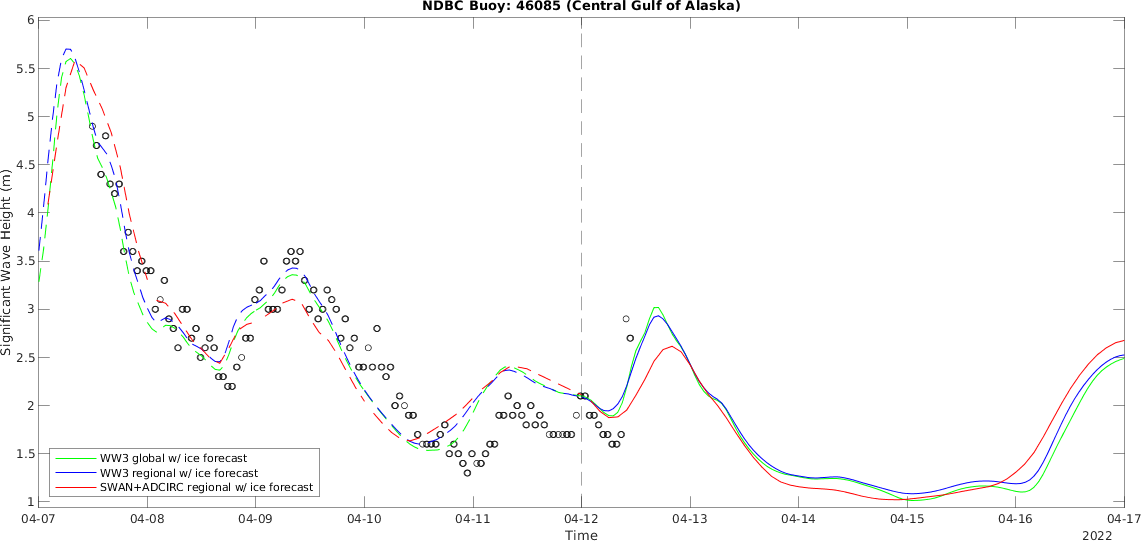 NDBC Buoy: 46085 (Central Gulf of Alaska)
6
5.5
5
4.5
4
3.5
3
2.5
2
1.5
1
Significant Wave Height (m)
WW3 global w/ ice forecast
WW3 regional w/ ice forecast
SWAN+ADCIRC regional w/ ice forecast
04-07 04-08 04-09 04-10 04-11 04-12 04-13 04-14 04-15 04-16 04-17
Time
2022